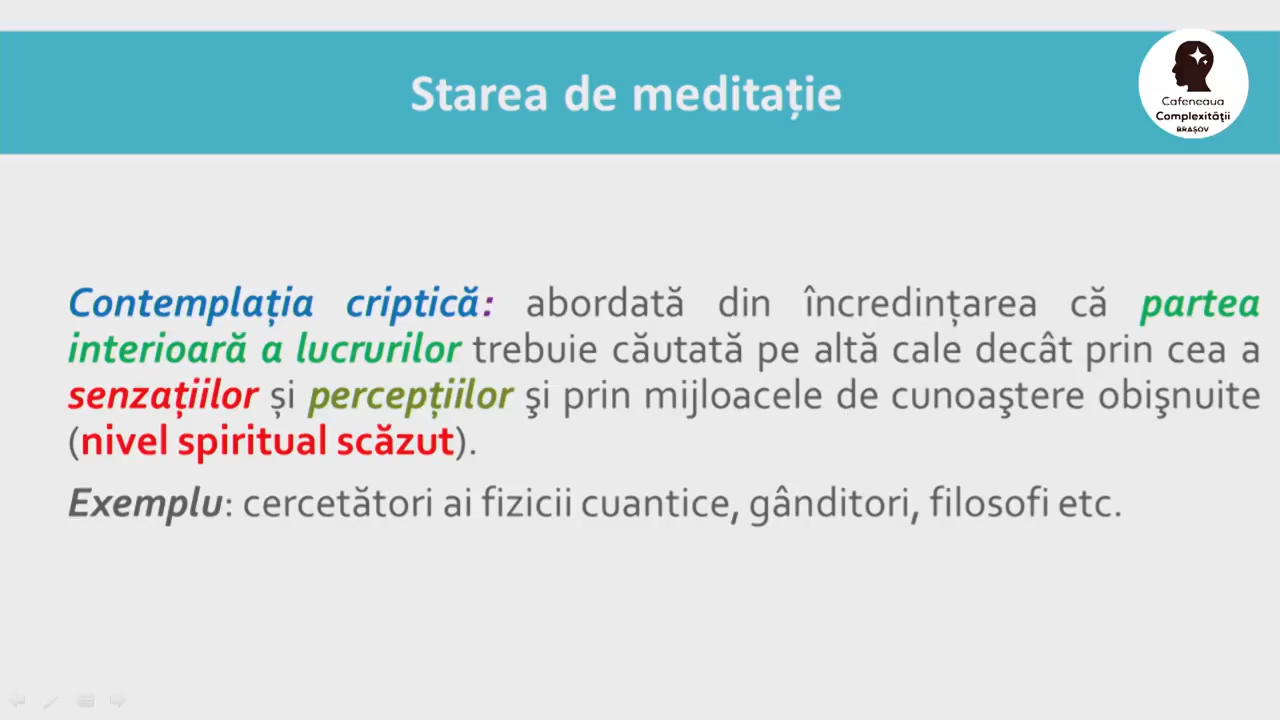 Starea de meditație
Cafeneaua
Complexităţii
BRAȘOV
Contemplația criptică: abordată din încredințarea că partea
interioară a lucrurilor trebuie căutată pe altă cale decât prin cea a
senzațiilor și percepțiilor şi prin mijloacele de cunoaştere obişnuite
(nivel spiritual scăzut).
Exemplu: cercetători ai fizicii cuantice, gânditori, filosofi etc.